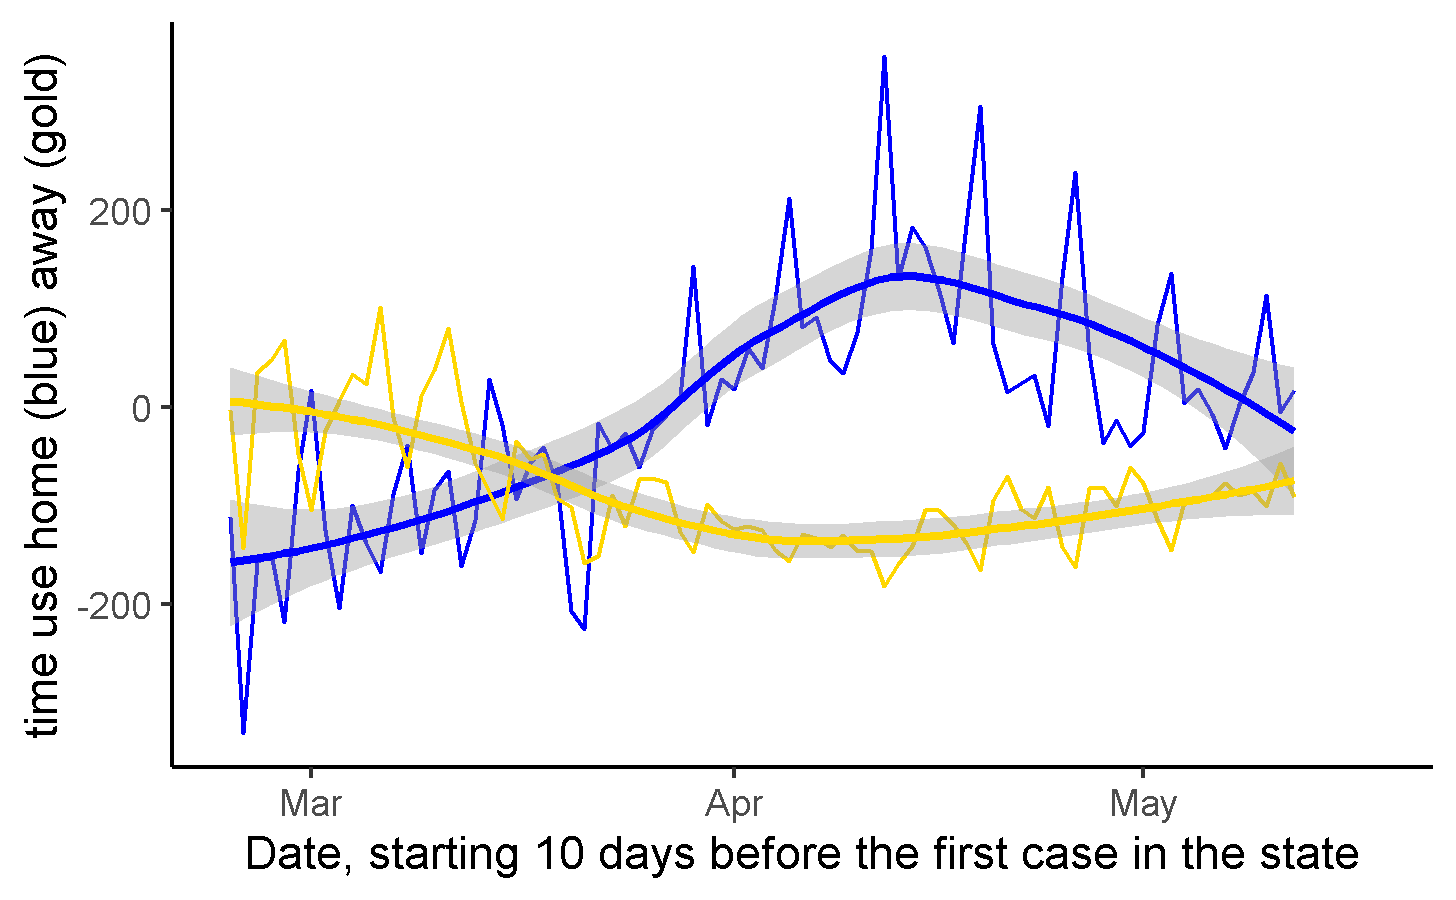 time use home (blue) away (gold)
200
0
-200
Mar
Apr
May
Date, starting 10 days before the first case in the state